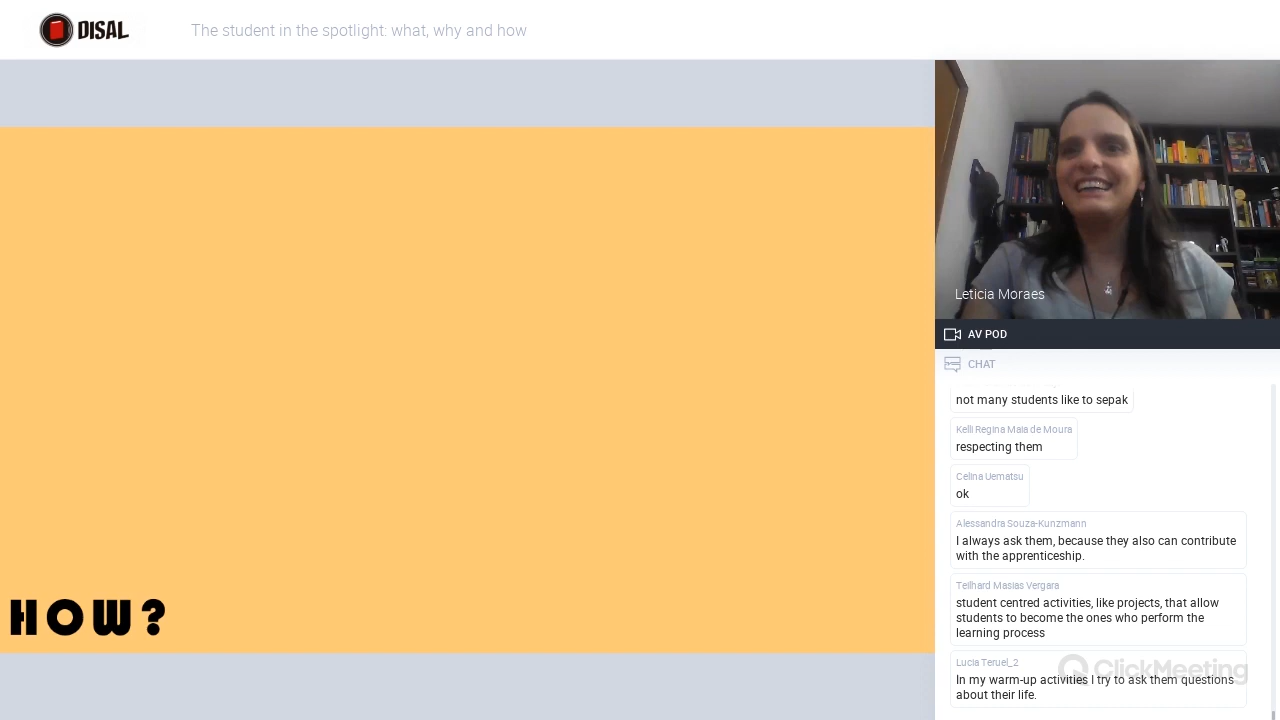 DISAL
The student in the spotlight: what, why and how
HOW?
Leticia Moraes
AV POD
CHAT
not many students like to sepak
Kelli Regina Maia de Moura
respecting them
Celina Uematsu
ok
Alessandra Souza-Kunzmann
I always ask them, because they also can contribute
with the apprenticeship.
Teilhard Masias Vergara
student centred activities, like projects, that allow
students to become the ones who perform the
learning process
Lucia Teruel_2
In my warm-up activities I try to ask them questions
about their life.
ClickMeeting